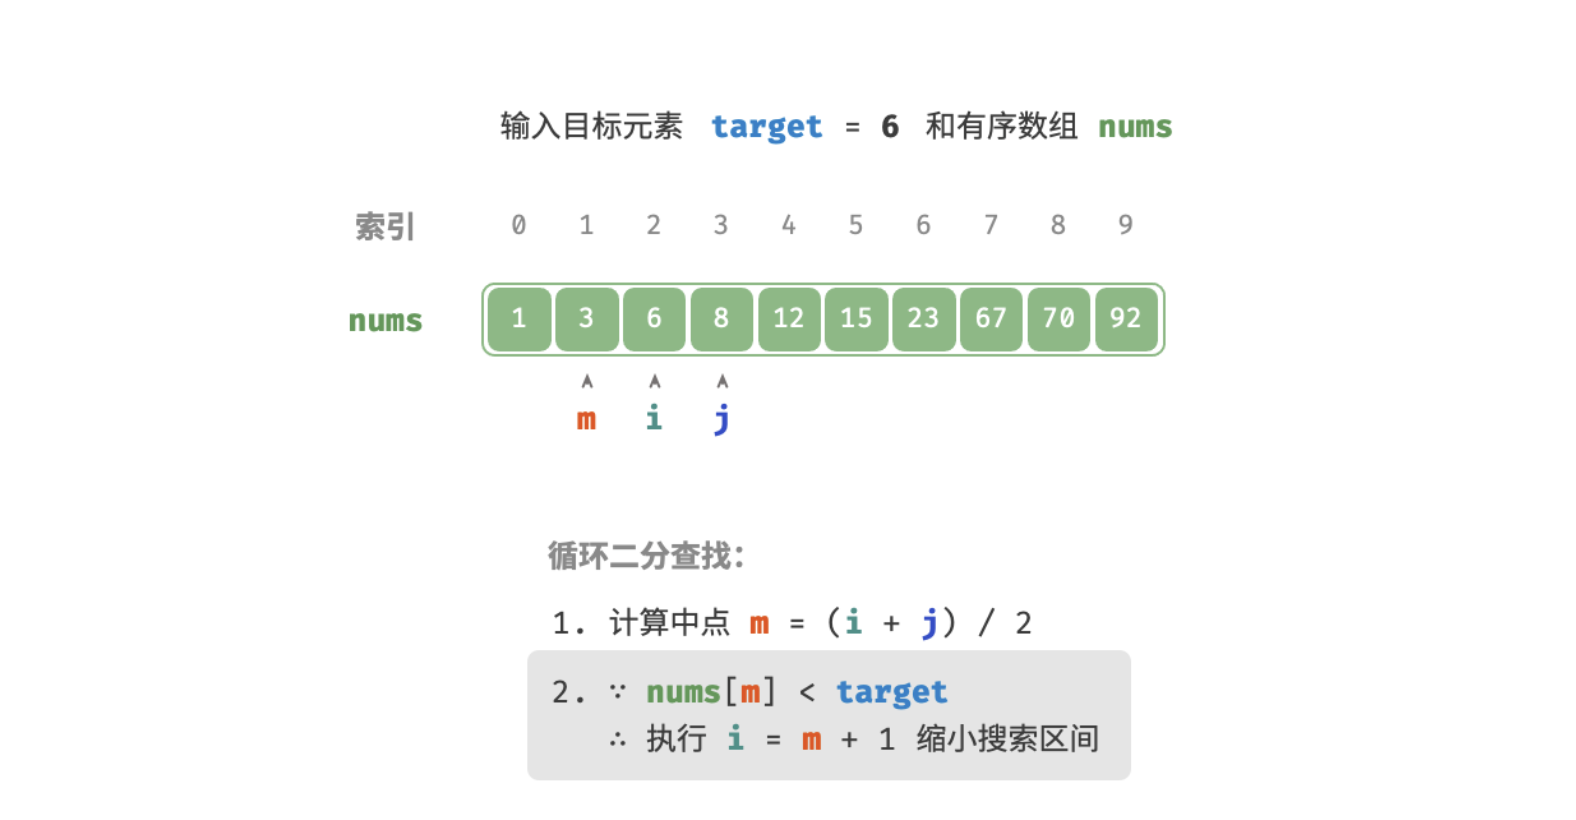 输入目标元素 target = 6 和有序数组 nums
索引 0 1 2 3 4 5 6 7 8 9
nums 1 3 6 8 12 15 23 67 70 92
m i j
循环二分查找：
1. 计算中点 m = (i + j) / 2
2. ∵ nums[m] < target
∴ 执行 i = m + 1 缩小搜索区间